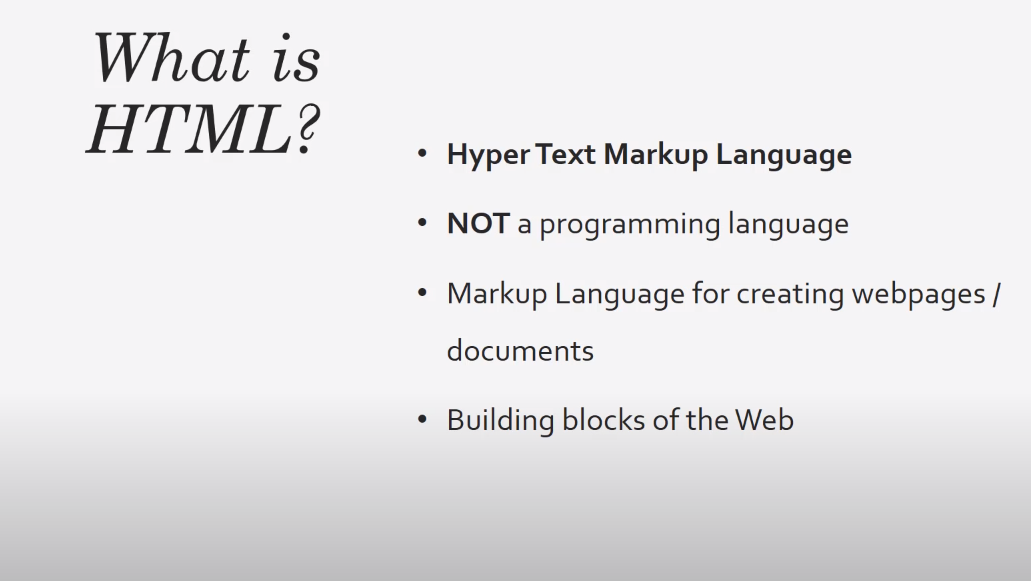 What is
HTML?
• Hyper Text Markup Language
• NOT a programming language
• Markup Language for creating webpages /
documents
• Building blocks of the Web